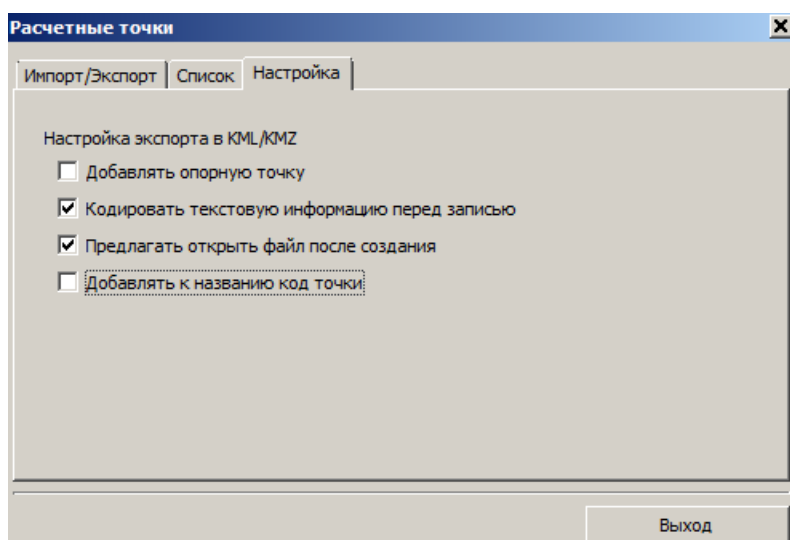 Расчетные точки
Импорт/Экспорт Список Настройка
Настройка экспорта в KML/KMZ
Добавлять опорную точку
Кодировать текстовую информацию перед записью
Предлагать открыть файл после создания
Добавлять к названию код точки
Выход